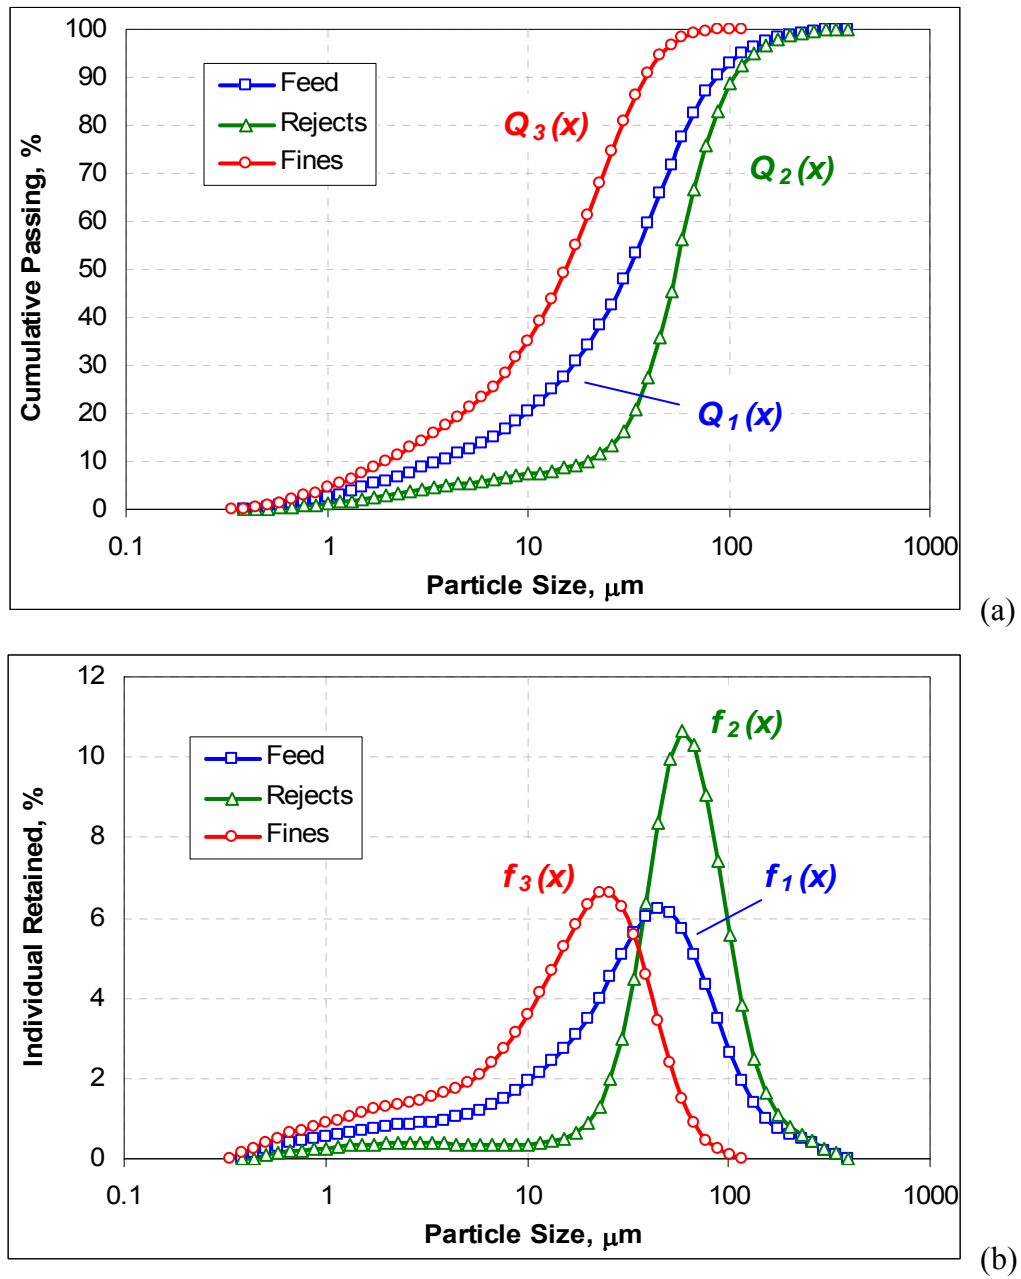 100
90
80
70
60
50
40
30
20
10
0
Cumulative Passing, %
Feed
Rejects
Fines
Q3(x)
Q2(x)
Q1(x)
0.1 1 10 100 1000
Particle Size, μm
(a)
12
10
8
6
4
2
0
Individual Retained, %
Feed
Rejects
Fines
f2(x)
f3(x)
f1(x)
0.1 1 10 100 1000
Particle Size, μm
(b)